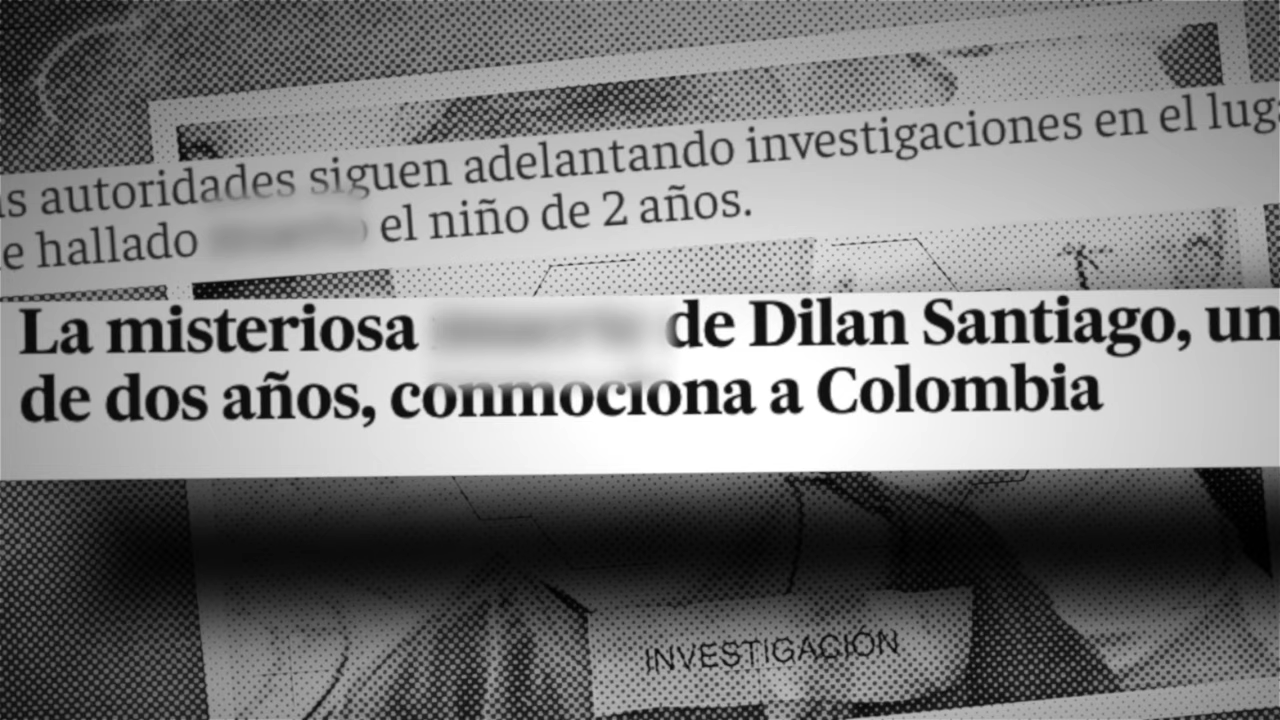 s autoridades siguen adelantando investigaciones en el lug
e hallado el niño de 2 años.
La misteriosa de Dilan Santiago, un
de dos años, conmociona a Colombia
INVESTIGACIÓN